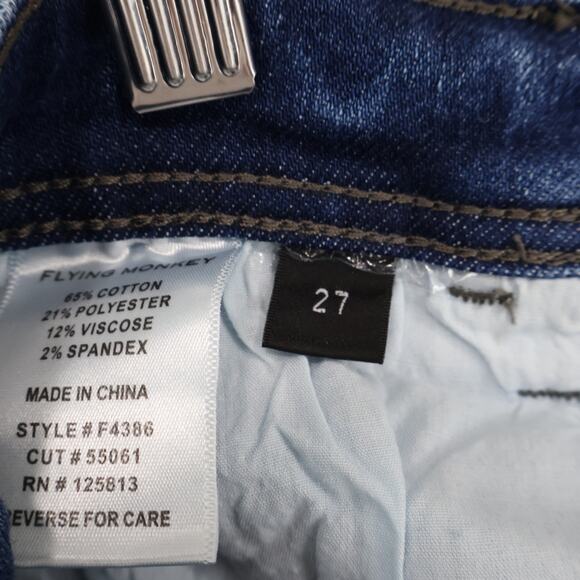 FLYING MONKEY
65% COTTON
21% POLYESTER
12% VISCOSE
2% SPANDEX
MADE IN CHINA
STYLE # F4386
CUT # 55061
RN # 125813
EVERSE FOR CARE
27